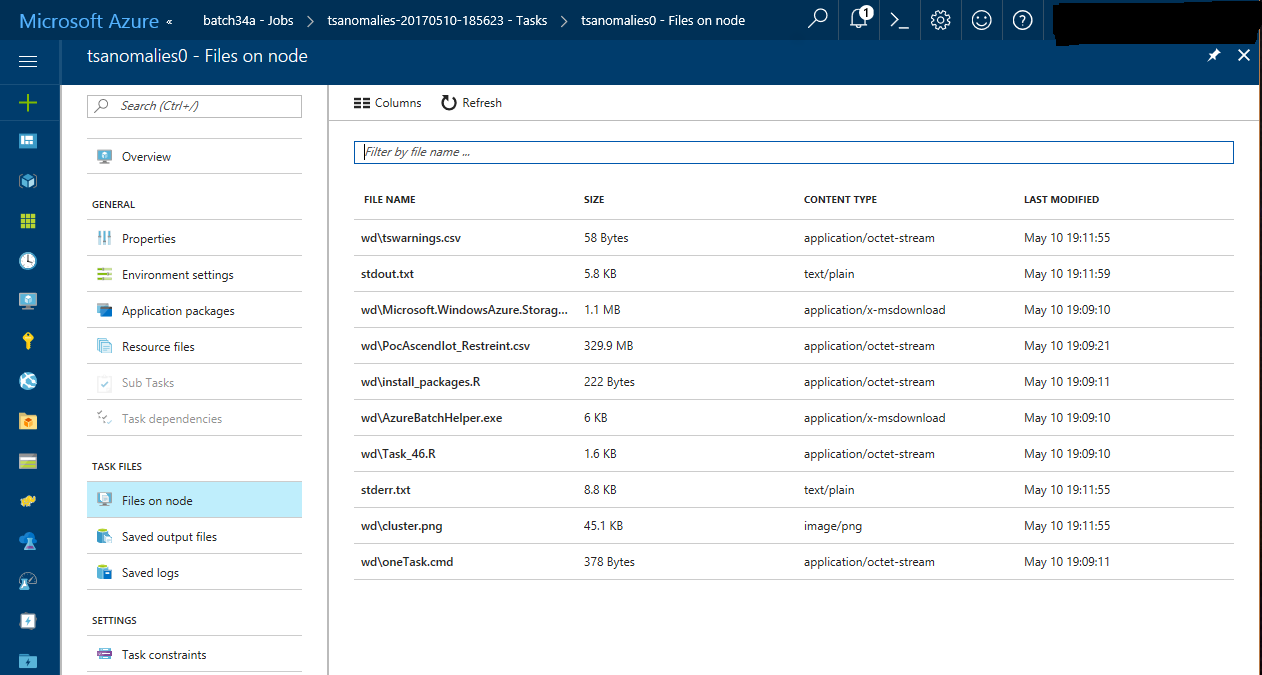 Microsoft Azure « batch34a - Jobs > tsanomalies-20170510-185623 - Tasks > tsanomalies0 - Files on node 1
tsanomalies0 - Files on node
Search (Ctrl+/)
Overview
GENERAL
Properties
Environment settings
Application packages
Resource files
Sub Tasks
Task dependencies
TASK FILES
Files on node
Saved output files
Saved logs
SETTINGS
Task constraints
Columns Refresh
Filter by file name ...
FILE NAME SIZE CONTENT TYPE LAST MODIFIED
wd\tswarnings.csv 58 Bytes application/octet-stream May 10 19:11:55
stdout.txt 5.8 KB text/plain May 10 19:11:59
wd\Microsoft.WindowsAzure.Storag... 1.1 MB application/x-msdownload May 10 19:09:10
wd\PocAscendIot_Restreint.csv 329.9 MB application/octet-stream May 10 19:09:21
wd\install_packages.R 222 Bytes application/octet-stream May 10 19:09:11
wd\AzureBatchHelper.exe 6 KB application/x-msdownload May 10 19:09:10
wd\Task_46.R 1.6 KB application/octet-stream May 10 19:09:10
stderr.txt 8.8 KB text/plain May 10 19:11:55
wd\cluster.png 45.1 KB image/png May 10 19:11:55
wd\oneTask.cmd 378 Bytes application/octet-stream May 10 19:09:11